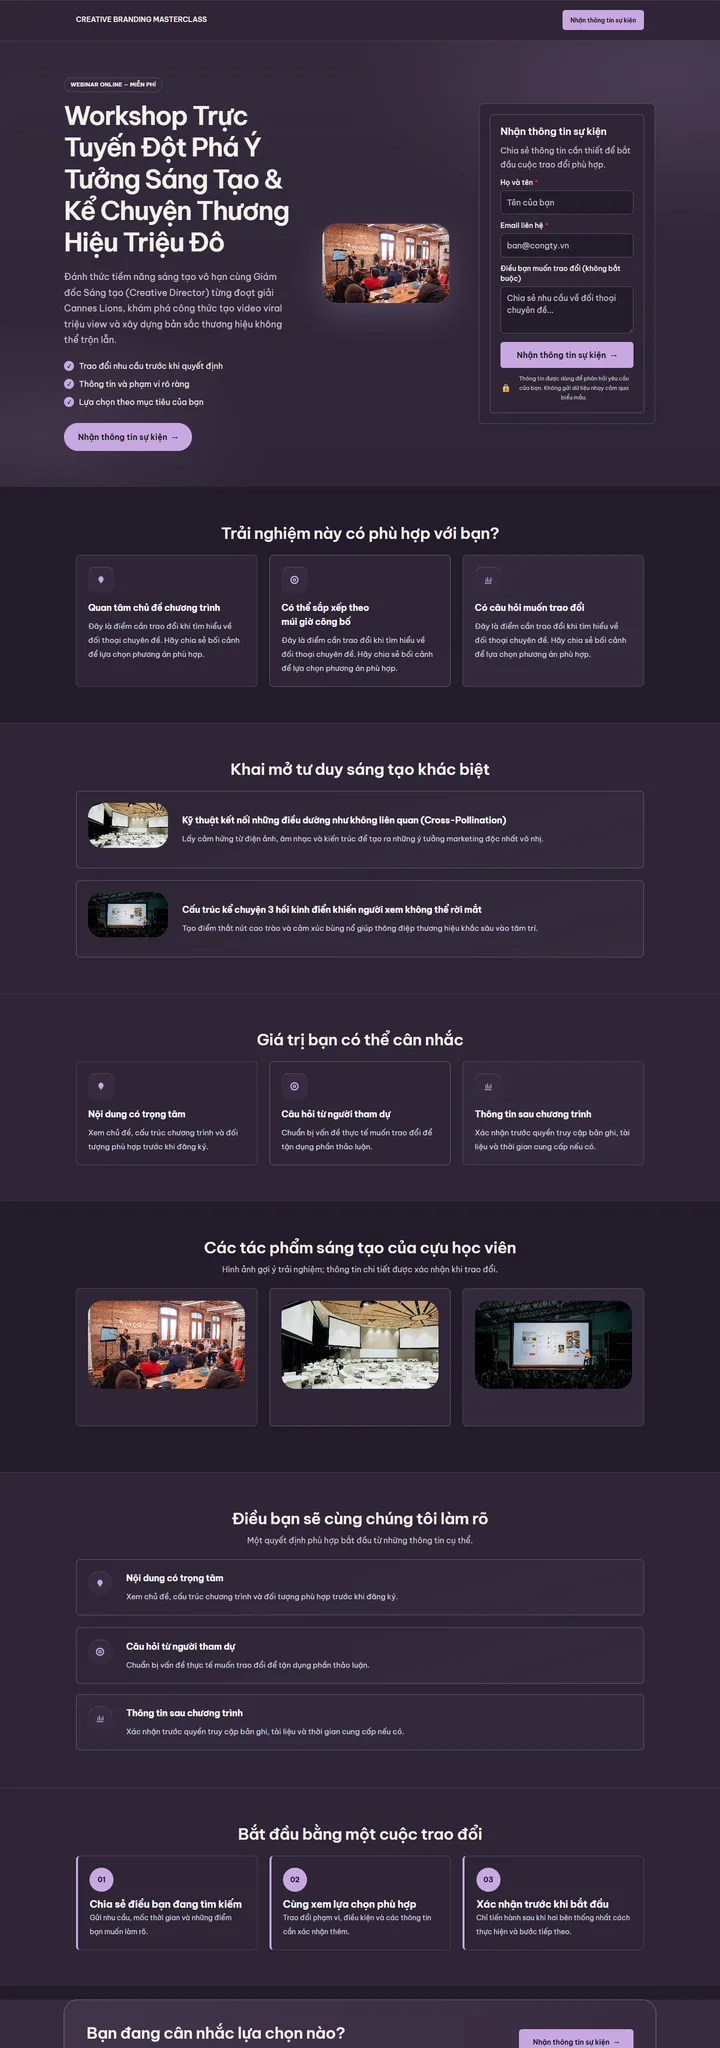 CREATIVE BRANDING MASTERCLASS
Nhận thông tin sự kiện
WEBINAR ONLINE – MIỄN PHÍ
Workshop Trực
Tuyến Đột Phá Ý
Tưởng Sáng Tạo &
Kể Chuyện Thương
Hiệu Triệu Đô
Đánh thức tiềm năng sáng tạo vô hạn cùng Giám
đốc Sáng tạo (Creative Director) từng đoạt giải
Cannes Lions, khám phá công thức tạo video viral
triệu view và xây dựng bản sắc thương hiệu không
thể trộn lẫn.
Trao đổi nhu cầu trước khi quyết định
Thông tin và phạm vi rõ ràng
Lựa chọn theo mục tiêu của bạn
Nhận thông tin sự kiện →
Nhận thông tin sự kiện
Chia sẻ thông tin cần thiết để bắt
đầu cuộc trao đổi phù hợp.
Họ và tên *
Tên của bạn
Email liên hệ *
ban@congty.vn
Điều bạn muốn trao đổi (không bắt
buộc)
Chia sẻ nhu cầu về đối thoại
chuyên đề...
Nhận thông tin sự kiện →
Thông tin được dùng để phản hồi yêu cầu
của bạn. Không gửi dữ liệu nhạy cảm qua
biểu mẫu.
Trải nghiệm này có phù hợp với bạn?
Quan tâm chủ đề chương trình
Đây là điểm cần trao đổi khi tìm hiểu về
đối thoại chuyên đề. Hãy chia sẻ bối cảnh
để lựa chọn phương án phù hợp.
Có thể sắp xếp theo
múi giờ công bố
Đây là điểm cần trao đổi khi tìm hiểu về
đối thoại chuyên đề. Hãy chia sẻ bối cảnh
để lựa chọn phương án phù hợp.
Có câu hỏi muốn trao đổi
Đây là điểm cần trao đổi khi tìm hiểu về
đối thoại chuyên đề. Hãy chia sẻ bối cảnh
để lựa chọn phương án phù hợp.
Khai mở tư duy sáng tạo khác biệt
Kỹ thuật kết nối những điều dường như không liên quan (Cross-Pollination)
Lấy cảm hứng từ điện ảnh, âm nhạc và kiến trúc để tạo ra những ý tưởng marketing độc nhất vô nhị.
Cấu trúc kể chuyện 3 hồi kinh điển khiến người xem không thể rời mắt
Tạo điểm thắt nút cao trào và cảm xúc bùng nổ giúp thông điệp thương hiệu khắc sâu vào tâm trí.
Giá trị bạn có thể cân nhắc
Nội dung có trọng tâm
Xem chủ đề, cấu trúc chương trình và đối
tượng phù hợp trước khi đăng ký.
Câu hỏi từ người tham dự
Chuẩn bị vấn đề thực tế muốn trao đổi để
tận dụng phần thảo luận.
Thông tin sau chương trình
Xác nhận trước quyền truy cập bản ghi, tài
liệu và thời gian cung cấp nếu có.
Các tác phẩm sáng tạo của cựu học viên
Hình ảnh gợi ý trải nghiệm; thông tin chi tiết được xác nhận khi trao đổi.
Điều bạn sẽ cùng chúng tôi làm rõ
Một quyết định phù hợp bắt đầu từ những thông tin cụ thể.
Nội dung có trọng tâm
Xem chủ đề, cấu trúc chương trình và đối tượng phù hợp trước khi đăng ký.
Câu hỏi từ người tham dự
Chuẩn bị vấn đề thực tế muốn trao đổi để tận dụng phần thảo luận.
Thông tin sau chương trình
Xác nhận trước quyền truy cập bản ghi, tài liệu và thời gian cung cấp nếu có.
Bắt đầu bằng một cuộc trao đổi
01
Chia sẻ điều bạn đang tìm kiếm
Gửi nhu cầu, mốc thời gian và những điểm
bạn muốn làm rõ.
02
Cùng xem lựa chọn phù hợp
Trao đổi phạm vi, điều kiện và các thông tin
cần xác nhận thêm.
03
Xác nhận trước khi bắt đầu
Chỉ tiến hành sau khi hai bên thống nhất cách
thực hiện và bước tiếp theo.
Bạn đang cân nhắc lựa chọn nào?
Nhận thông tin sự kiện →